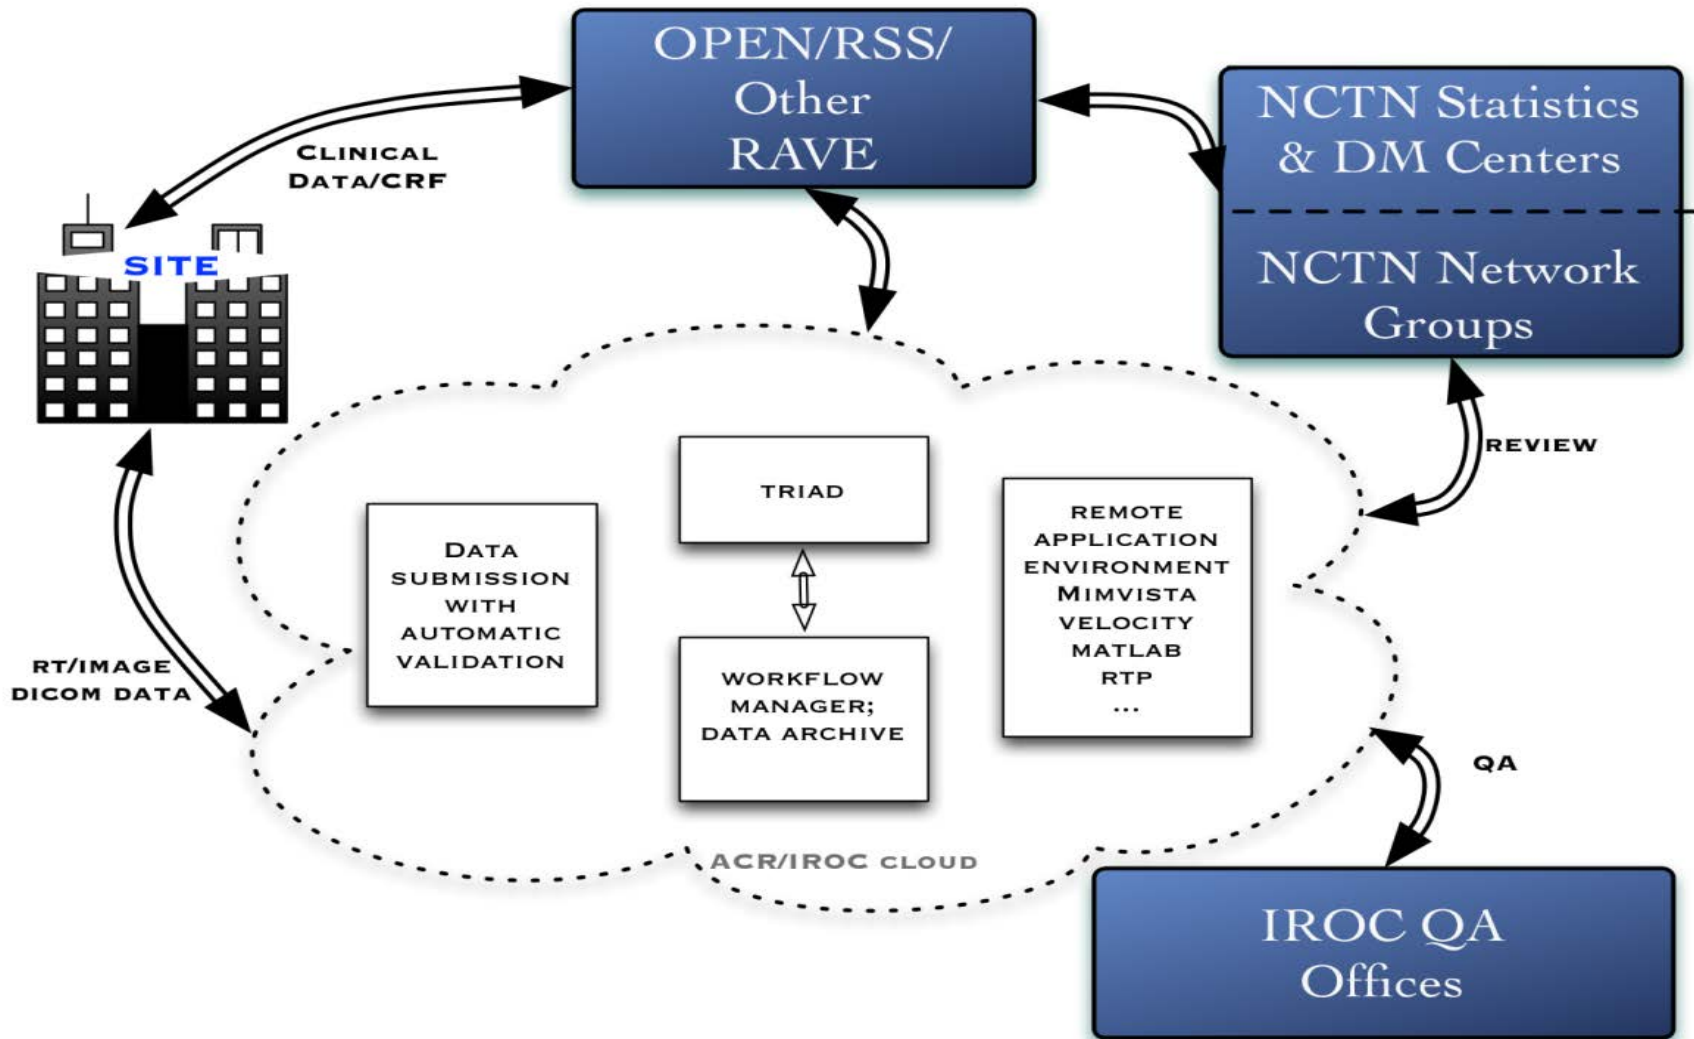 OPEN/RSS/
Other
RAVE
NCTN Statistics
& DM Centers
NCTN Network
Groups
CLINICAL
DATA/CRF
SITE
RT/IMAGE
DICOM DATA
DATA
SUBMISSION
WITH
AUTOMATIC
VALIDATION
TRIAD
WORKFLOW
MANAGER;
DATA ARCHIVE
REMOTE
APPLICATION
ENVIRONMENT
MIMVISTA
VELOCITY
MATLAB
RTP
...
REVIEW
QA
ACR/IROC CLOUD
IROC QA
Offices